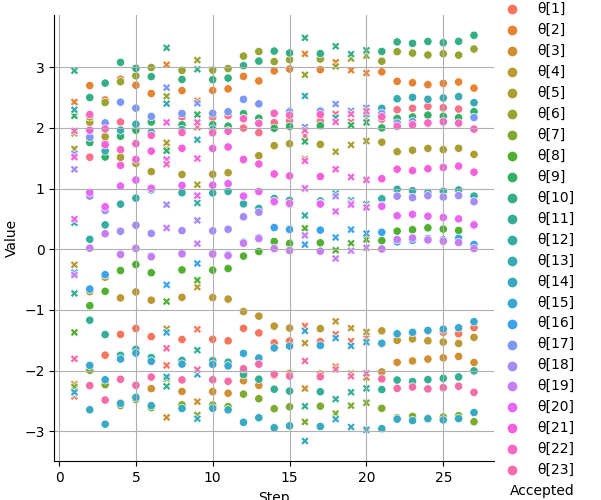 Value
3
2
1
0
−1
−2
−3
0
5
10
15
20
25
Step
θ[1]
θ[2]
θ[3]
θ[4]
θ[5]
θ[6]
θ[7]
θ[8]
θ[9]
θ[10]
θ[11]
θ[12]
θ[13]
θ[14]
θ[15]
θ[16]
θ[17]
θ[18]
θ[19]
θ[20]
θ[21]
θ[22]
θ[23]
Accepted